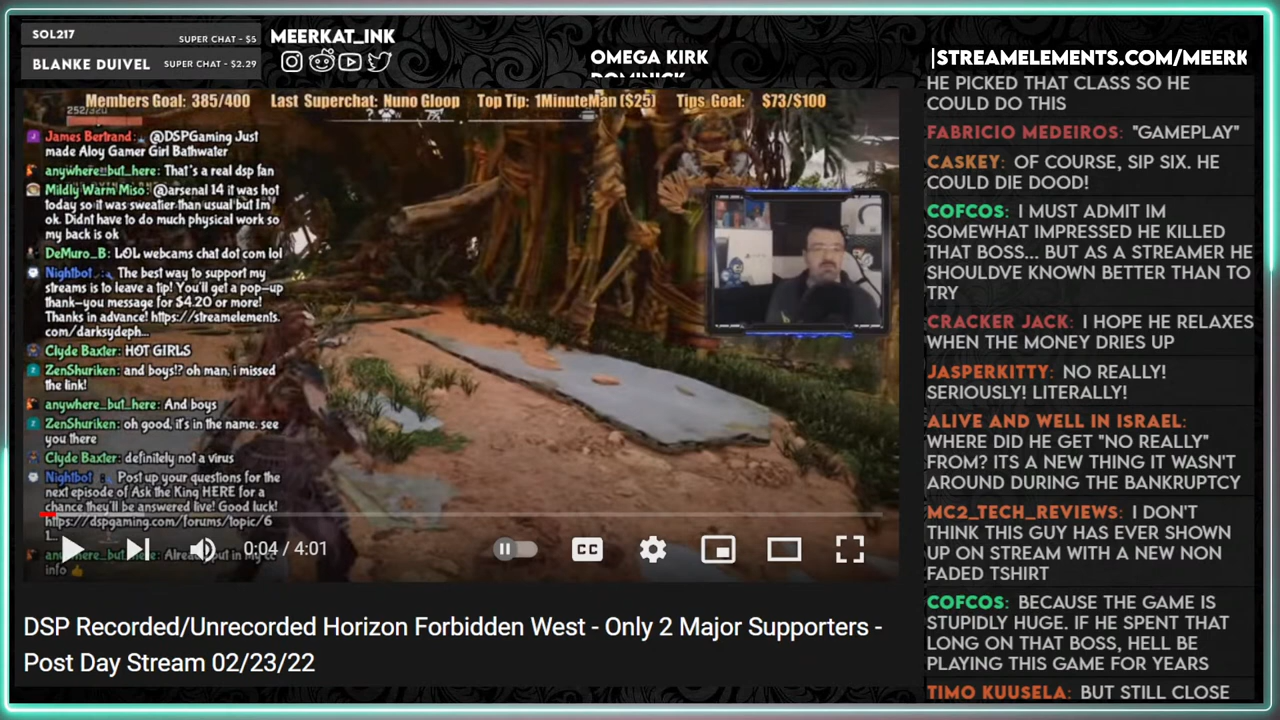 SOL217
SUPER CHAT - $5
BLANKE DUIVEL
SUPER CHAT - $2.29
MEERKAT_INK
OMEGA KIRK
DOMINICK
STREAMELEMENTS.COM/MEERK
Members Goal: 385/400 Last Superchat: Nuno Gloop Top Tip: 1MinuteMan ($25) Tips Goal: $73/$100
252/320
James Bertrand: @DSPGaming Just
made Aloy Gamer Girl Bathwater
anywhere_but_here: That's a real dsp fan
Mildly Warm Miso: @arsenal 14 it was hot
today so it was sweatier than usual but Im
ok. Didnt have to do much physical work so
my back is ok
DeMuro_B: LOL webcams chat dot com lol
Nightbot: The best way to support my
streams is to leave a tip! You'll get a pop-up
thank-you message for $4.20 or more!
Thanks in advance! https://streamelements.
com/darksydeph...
Clyde Baxter: HOT GIRLS
ZenShuriken: and boys!? oh man, i missed
the link!
anywhere_but_here: And boys
ZenShuriken: oh good, it's in the name. see
you there
Clyde Baxter: definitely not a virus
Nightbot: Post up your questions for the
next episode of Ask the King HERE for a
chance they'll be answered live! Good luck!
https://dspgaming.com/forums/topic/6
1...
anywhere_but_here: Already put in my cc
info
0:04 / 4:01
CC
DSP Recorded/Unrecorded Horizon Forbidden West - Only 2 Major Supporters -
Post Day Stream 02/23/22
HE PICKED THAT CLASS SO HE
COULD DO THIS
FABRICIO MEDEIROS: "GAMEPLAY"
CASKEY: OF COURSE, SIP SIX. HE
COULD DIE DOOD!
COFCOS: I MUST ADMIT IM
SOMEWHAT IMPRESSED HE KILLED
THAT BOSS... BUT AS A STREAMER HE
SHOULDVE KNOWN BETTER THAN TO
TRY
CRACKER JACK: I HOPE HE RELAXES
WHEN THE MONEY DRIES UP
JASPERKITTY: NO REALLY!
SERIOUSLY! LITERALLY!
ALIVE AND WELL IN ISRAEL:
WHERE DID HE GET "NO REALLY"
FROM? ITS A NEW THING IT WASN'T
AROUND DURING THE BANKRUPTCY
MC2_TECH_REVIEWS: I DON'T
THINK THIS GUY HAS EVER SHOWN
UP ON STREAM WITH A NEW NON
FADED TSHIRT
COFCOS: BECAUSE THE GAME IS
STUPIDLY HUGE. IF HE SPENT THAT
LONG ON THAT BOSS, HELL BE
PLAYING THIS GAME FOR YEARS
TIMO KUUSELA: BUT STILL CLOSE